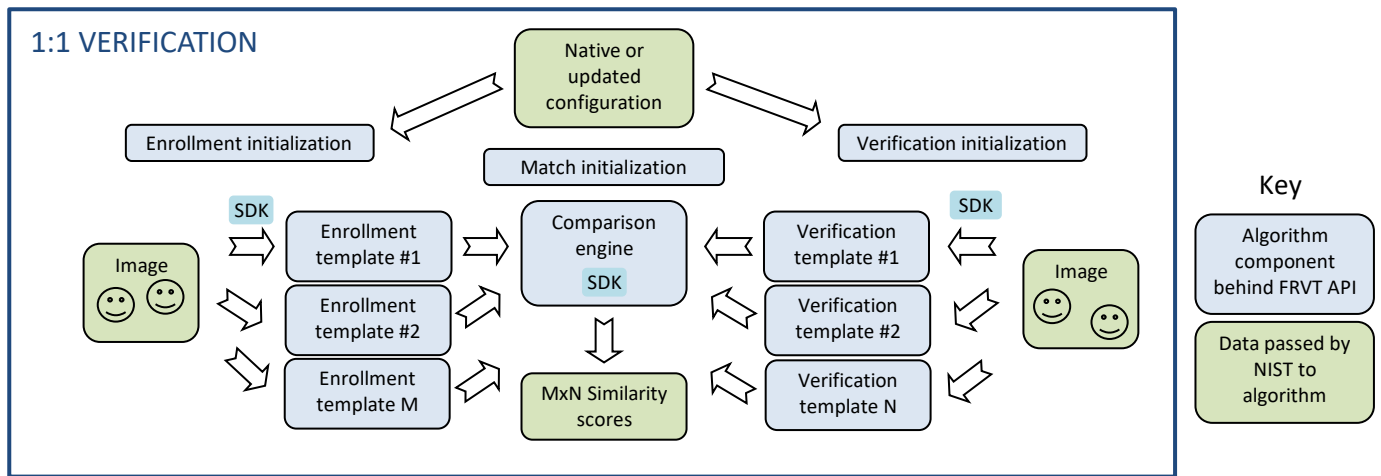 1:1 VERIFICATION
Native or
updated
configuration
Enrollment initialization
Match initialization
Verification initialization
SDK
Enrollment
template #1
Comparison
engine
SDK
Verification
template #1
SDK
Image
Enrollment
template #2
Verification
template #2
Image
Enrollment
template M
MxN Similarity
scores
Verification
template N
Key
Algorithm
component
behind FRVT API
Data passed by
NIST to
algorithm